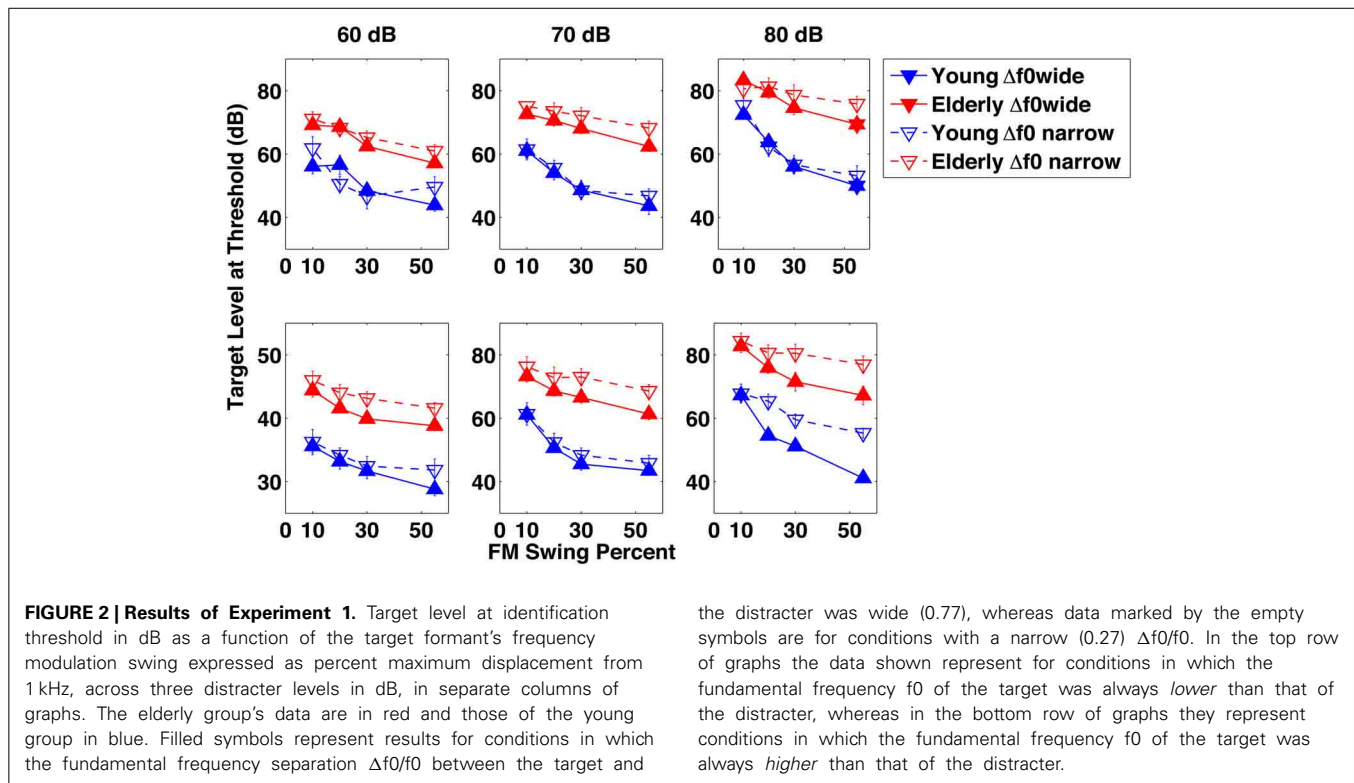 60 dB
70 dB
80 dB
Young Δf0wide
Elderly Δf0wide
Young Δf0 narrow
Elderly Δf0 narrow
Target Level at Threshold (dB)
80
60
40
0 10 30 50
80
60
40
0 10 30 50
80
60
40
0 10 30 50
50
40
30
0 10 30 50
80
60
40
0 10 30 50
80
60
40
0 10 30 50
FM Swing Percent
FIGURE 2 | Results of Experiment 1. Target level at identification
threshold in dB as a function of the target formant's frequency
modulation swing expressed as percent maximum displacement from
1 kHz, across three distracter levels in dB, in separate columns of
graphs. The elderly group's data are in red and those of the young
group in blue. Filled symbols represent results for conditions in which
the fundamental frequency separation Δf0/f0 between the target and
the distracter was wide (0.77), whereas data marked by the empty
symbols are for conditions with a narrow (0.27) Δf0/f0. In the top row
of graphs the data shown represent for conditions in which the
fundamental frequency f0 of the target was always lower than that of
the distracter, whereas in the bottom row of graphs they represent
conditions in which the fundamental frequency f0 of the target was
always higher than that of the distracter.